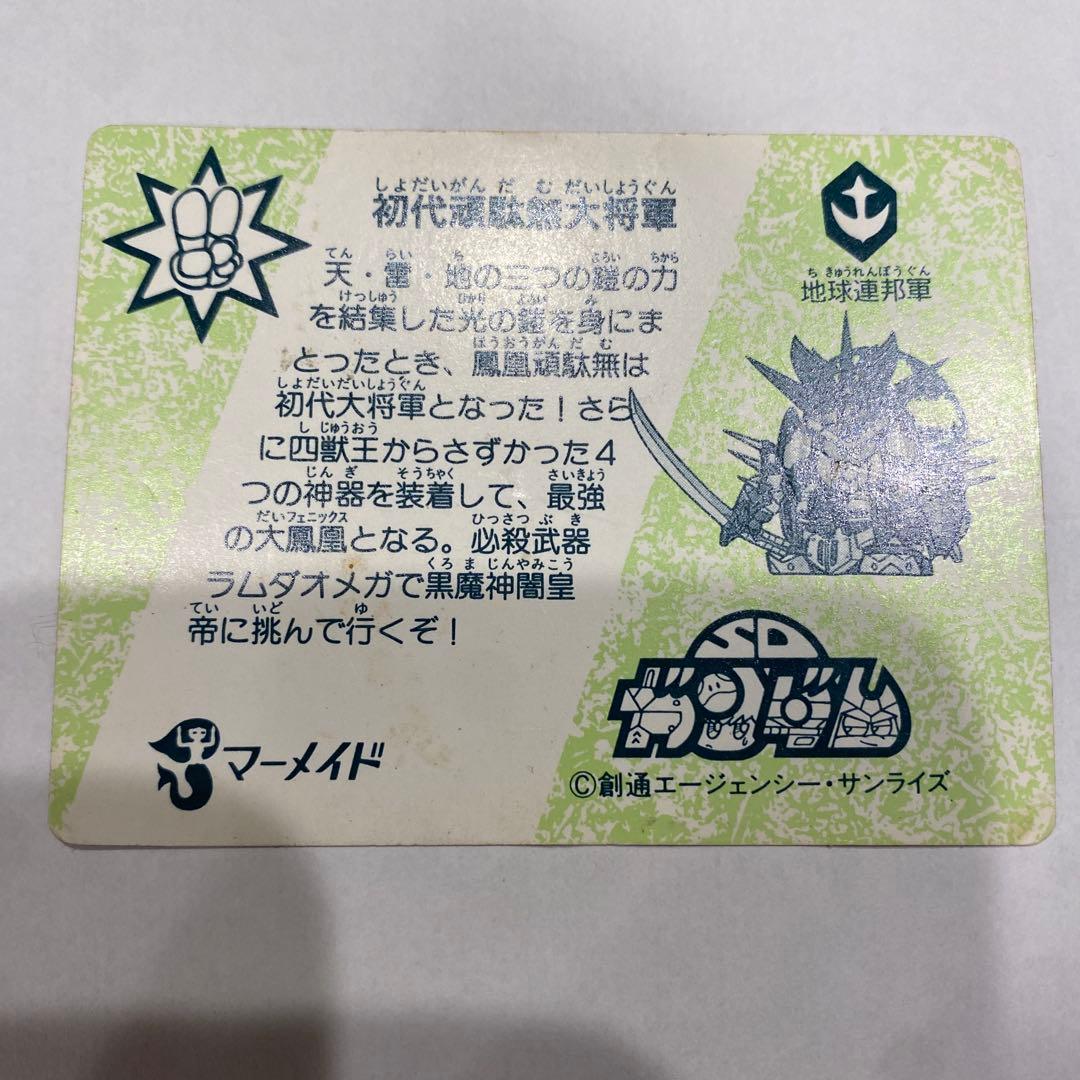 しょだいがんだむだいしょうぐん
初代頑駄無大将軍
てん らい ち よろい ちから
天・雷・地の三つの鎧の力
けっしゅう ひかり よろい み
を結集した光の鎧を身にま
ほうおうがんだむ
とったとき、鳳凰頑駄無は
しょだいだいしょうぐん
初代大将軍となった!さら
しじゅうおう
に四獣王からさずかった4
じんぎ そうちゃく さいきょう
つの神器を装着して、最強
だいフェニックス ひっさつ ぶき
の大鳳凰となる。必殺武器
くろまじんやみこう
ラムダオメガで黒魔神闇皇
てい いど ゆ
帝に挑んで行くぞ!
マーメイド
ちきゅうれんぽうぐん
地球連邦軍
SD
ガンダム
©創通エージェンシー・サンライズ